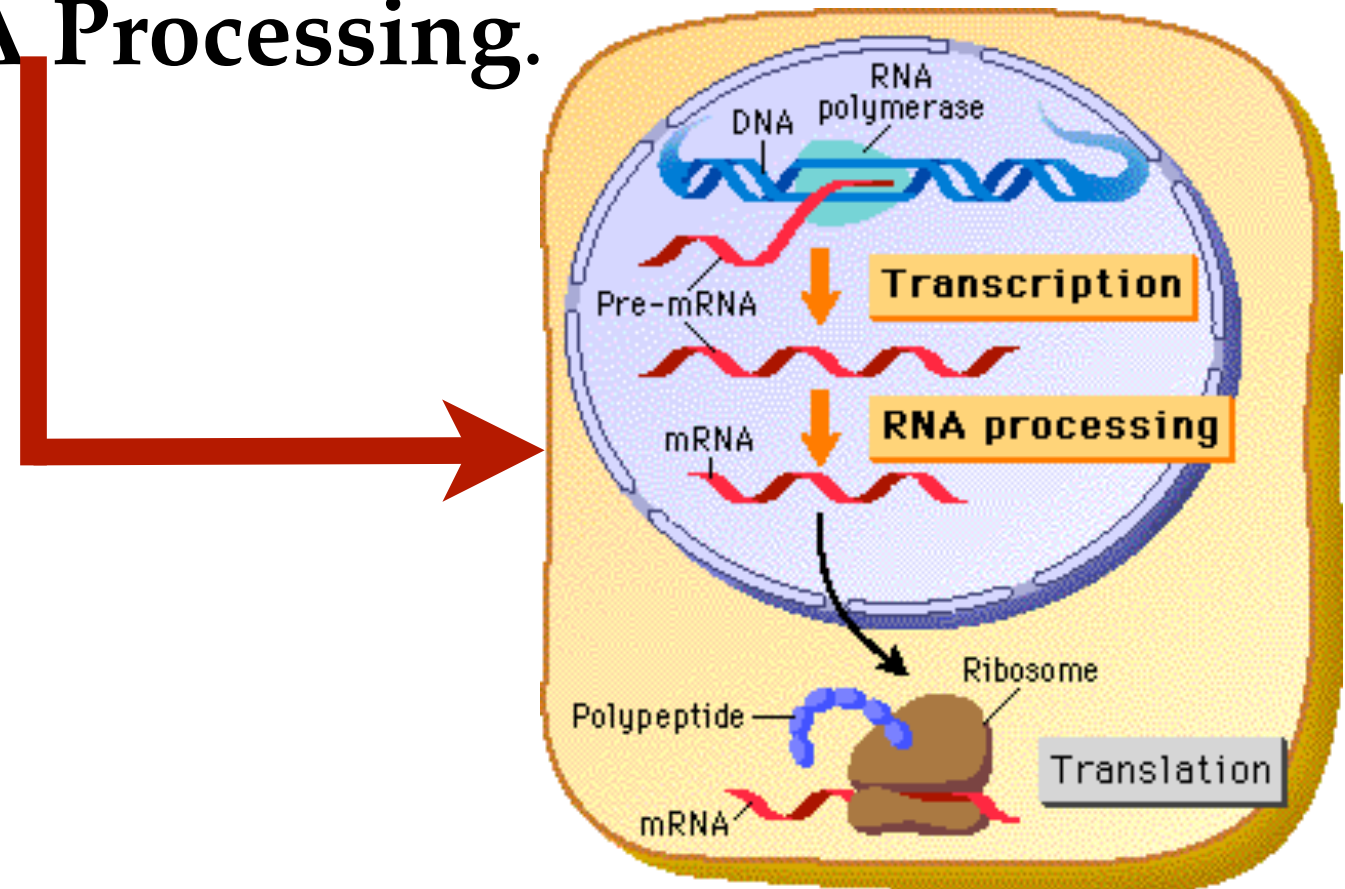 Processing.
RNA
polymerase
DNA
Transcription
Pre-mRNA
RNA processing
mRNA
Ribosome
Polypeptide
Translation
mRNA